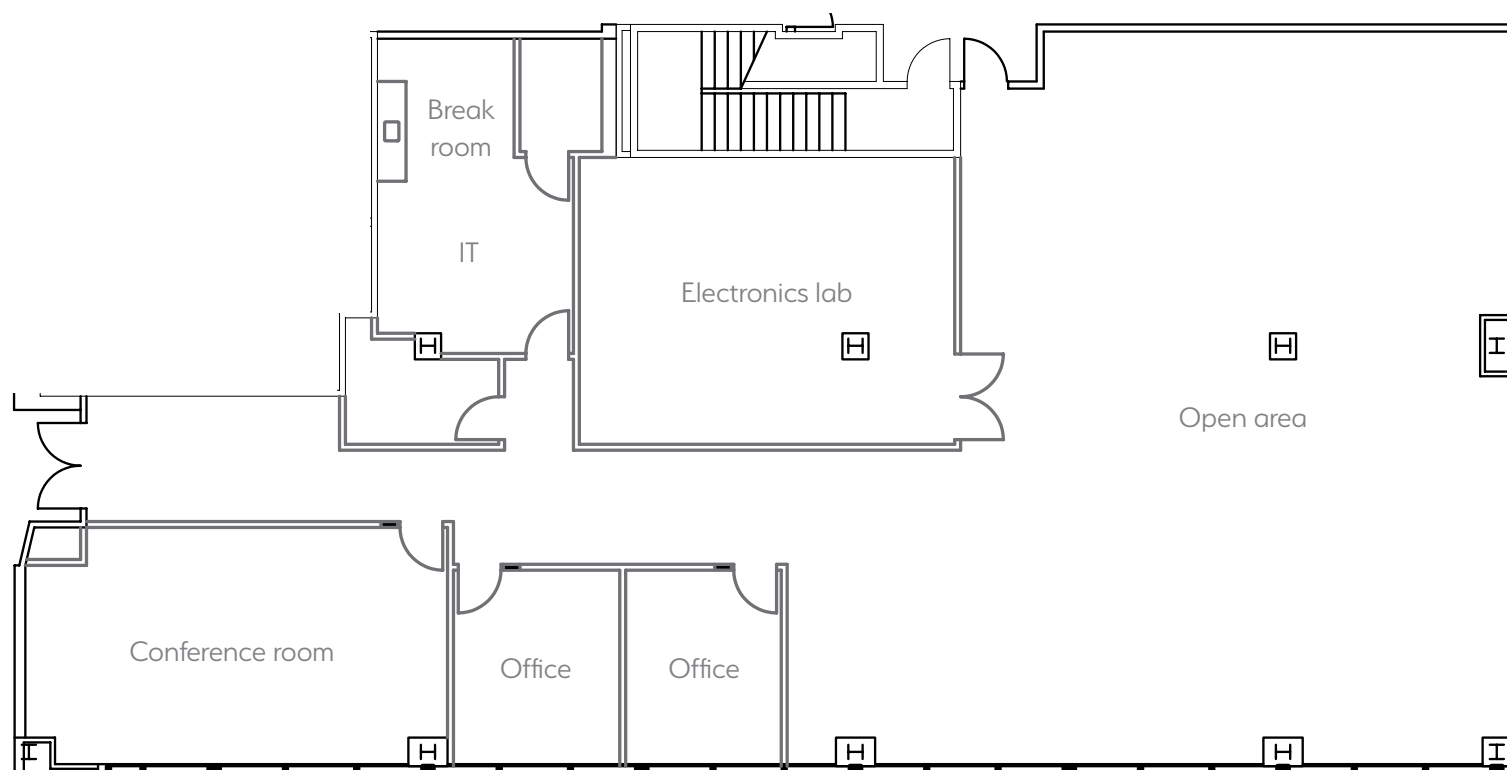 Break
room
IT
Electronics lab
Open area
Conference room
Office
Office